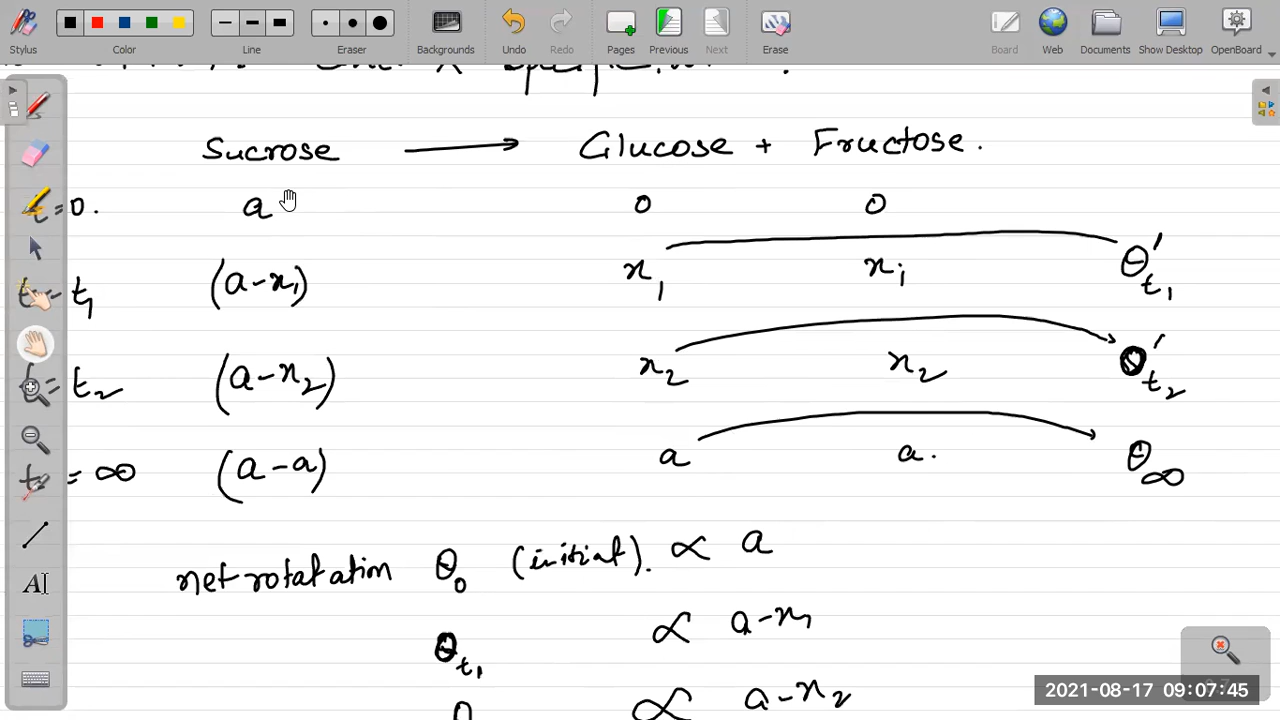 Stylus Color Line Eraser Backgrounds Undo Redo Pages Previous Next Erase Board Web Documents Show Desktop OpenBoard
Sucrose → Glucose + Fructose.
t=0. a 0 0
t= t1 (a-x1) x1 x1 θ't1
t= t2 (a-x2) x2 x2 θ't2
t = ∞ (a-a) a a. θ∞
net rotatation θ0 (initial). ∝ a
θt1 ∝ a-x1
∝ a-x2
2021-08-17 09:07:45